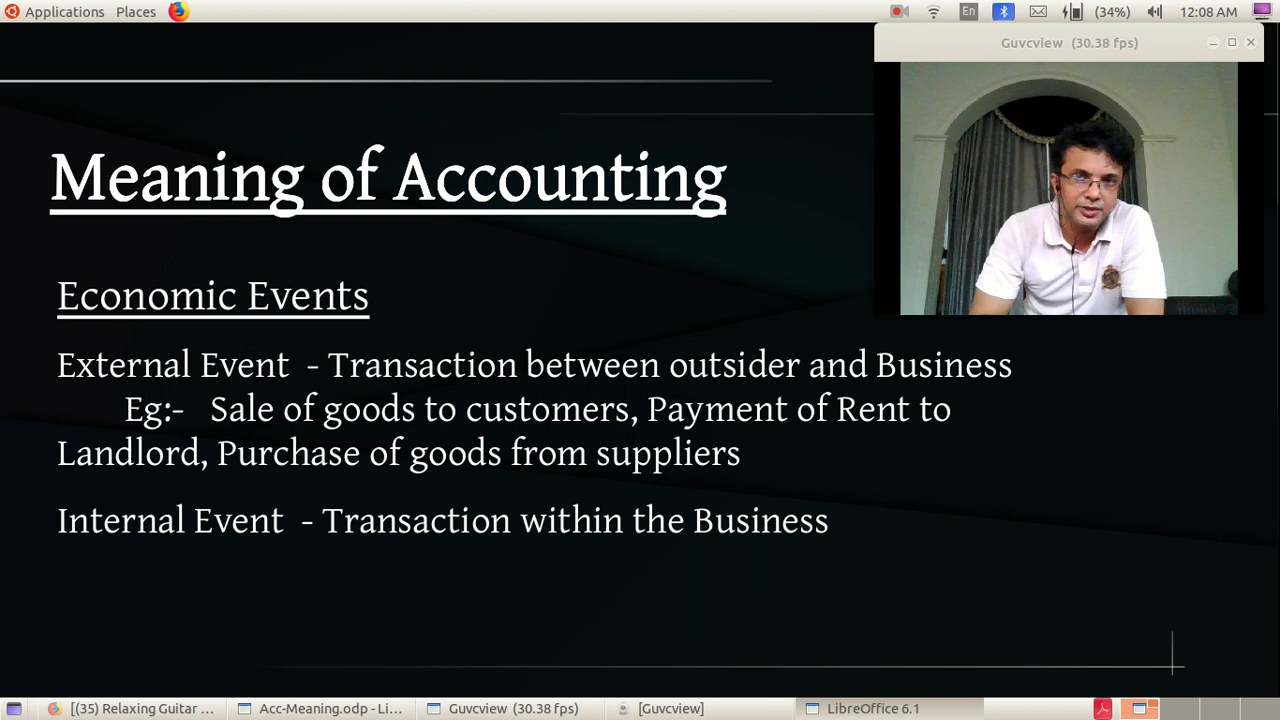 Applications Places
En
(34%)
12:08 AM
Guvcview (30.38 fps)
Meaning of Accounting
Economic Events
External Event - Transaction between outsider and Business
Eg:- Sale of goods to customers, Payment of Rent to
Landlord, Purchase of goods from suppliers
Internal Event - Transaction within the Business
[(35) Relaxing Guitar ...
Acc-Meaning.odp - Li...
Guvcview (30.38 fps)
[Guvcview]
LibreOffice 6.1